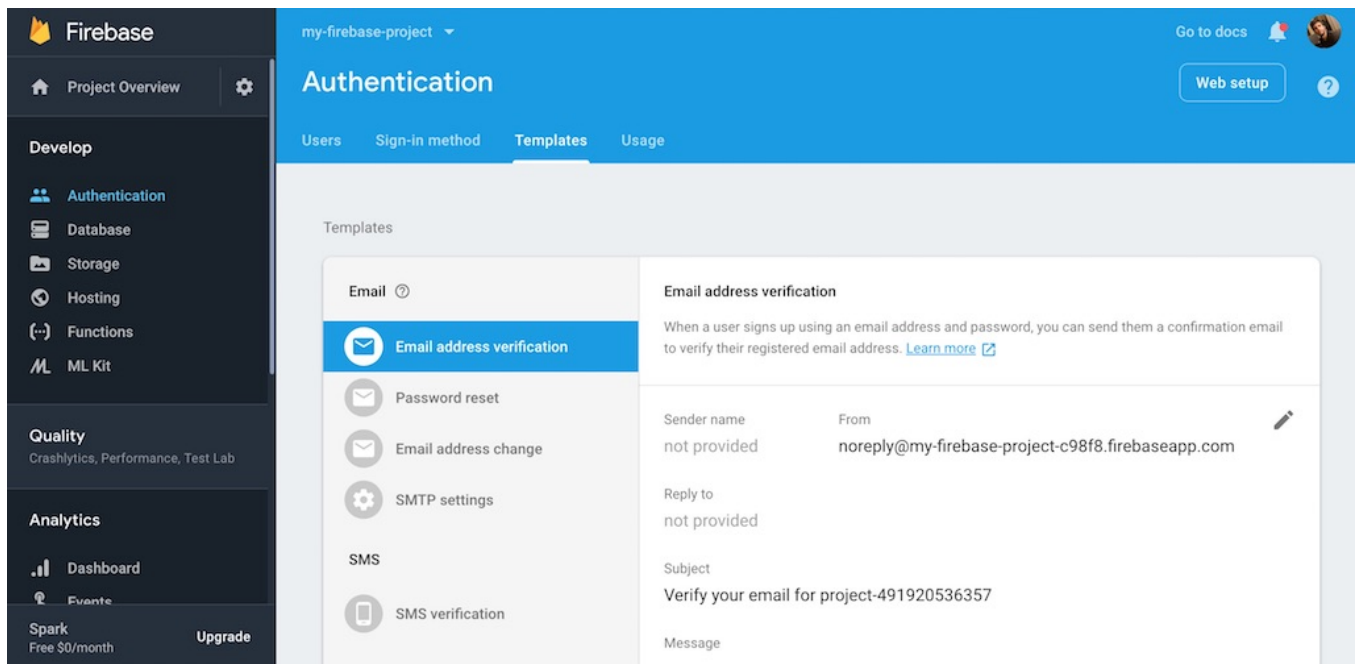 Firebase
my-firebase-project
Go to docs
Project Overview
Authentication
Web setup
Users Sign-in method Templates Usage
Develop
Authentication
Database
Storage
Hosting
Functions
ML Kit
Quality
Crashlytics, Performance, Test Lab
Analytics
Dashboard
Events
Spark
Free $0/month
Upgrade
Templates
Email
Email address verification
Password reset
Email address change
SMTP settings
SMS
SMS verification
Email address verification
When a user signs up using an email address and password, you can send them a confirmation email
to verify their registered email address. Learn more
Sender name From
not provided noreply@my-firebase-project-c98f8.firebaseapp.com
Reply to
not provided
Subject
Verify your email for project-491920536357
Message